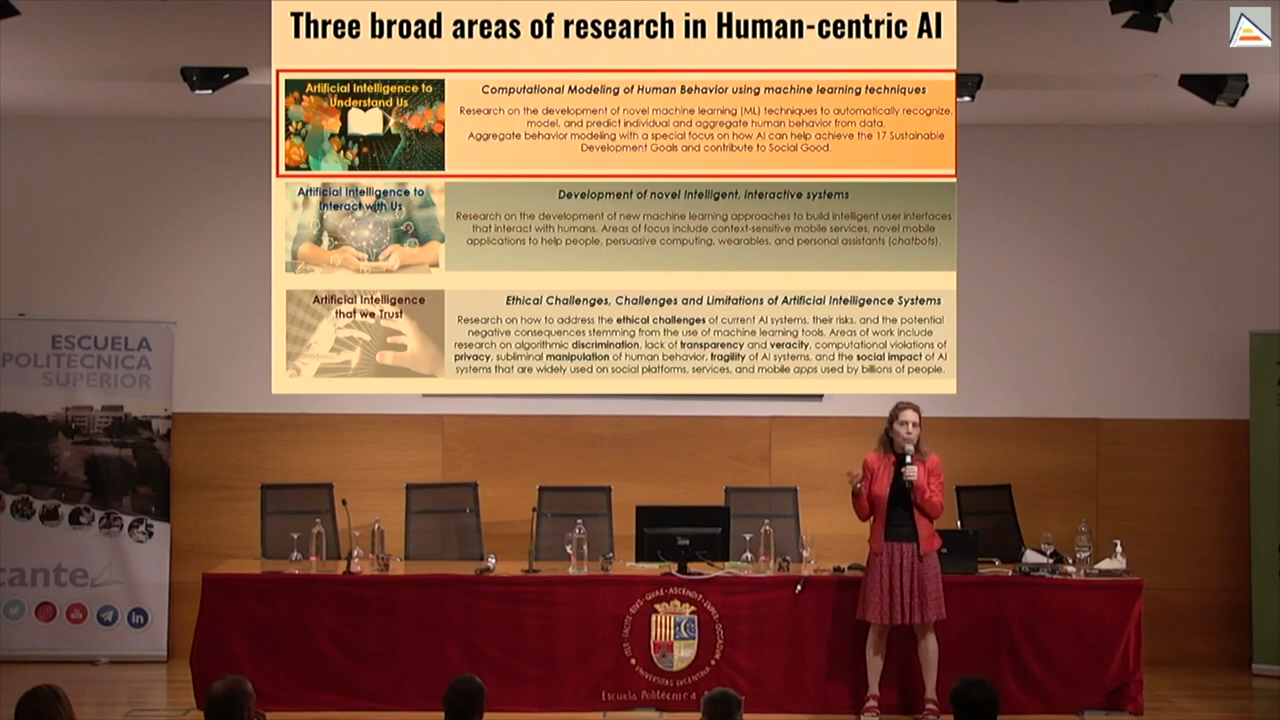 Three broad areas of research in Human-centric AI
Artificial Intelligence to
Understand Us
Computational Modeling of Human Behavior using machine learning techniques
Research on the development of novel machine learning (ML) techniques to automatically recognize,
model, and predict individual and aggregate human behavior from data.
Aggregate behavior modeling with a special focus on how AI can help achieve the 17 Sustainable
Development Goals and contribute to Social Good.
Artificial Intelligence to
Interact with Us
Development of novel Intelligent, interactive systems
Research on the development of new machine learning approaches to build intelligent user interfaces
that interact with humans. Areas of focus include context-sensitive mobile services, novel mobile
applications to help people, persuasive computing, wearables, and personal assistants (chatbots).
Artificial Intelligence
that we Trust
Ethical Challenges, Challenges and Limitations of Artificial Intelligence Systems
Research on how to address the ethical challenges of current AI systems, their risks, and the potential
negative consequences stemming from the use of machine learning tools. Areas of work include
research on algorithmic discrimination, lack of transparency and veracity, computational violations of
privacy, subliminal manipulation of human behavior, fragility of AI systems, and the social impact of AI
systems that are widely used on social platforms, services, and mobile apps used by billions of people.
ESCUELA
POLITECNICA
SUPERIOR
cante
Escuela Politécnica